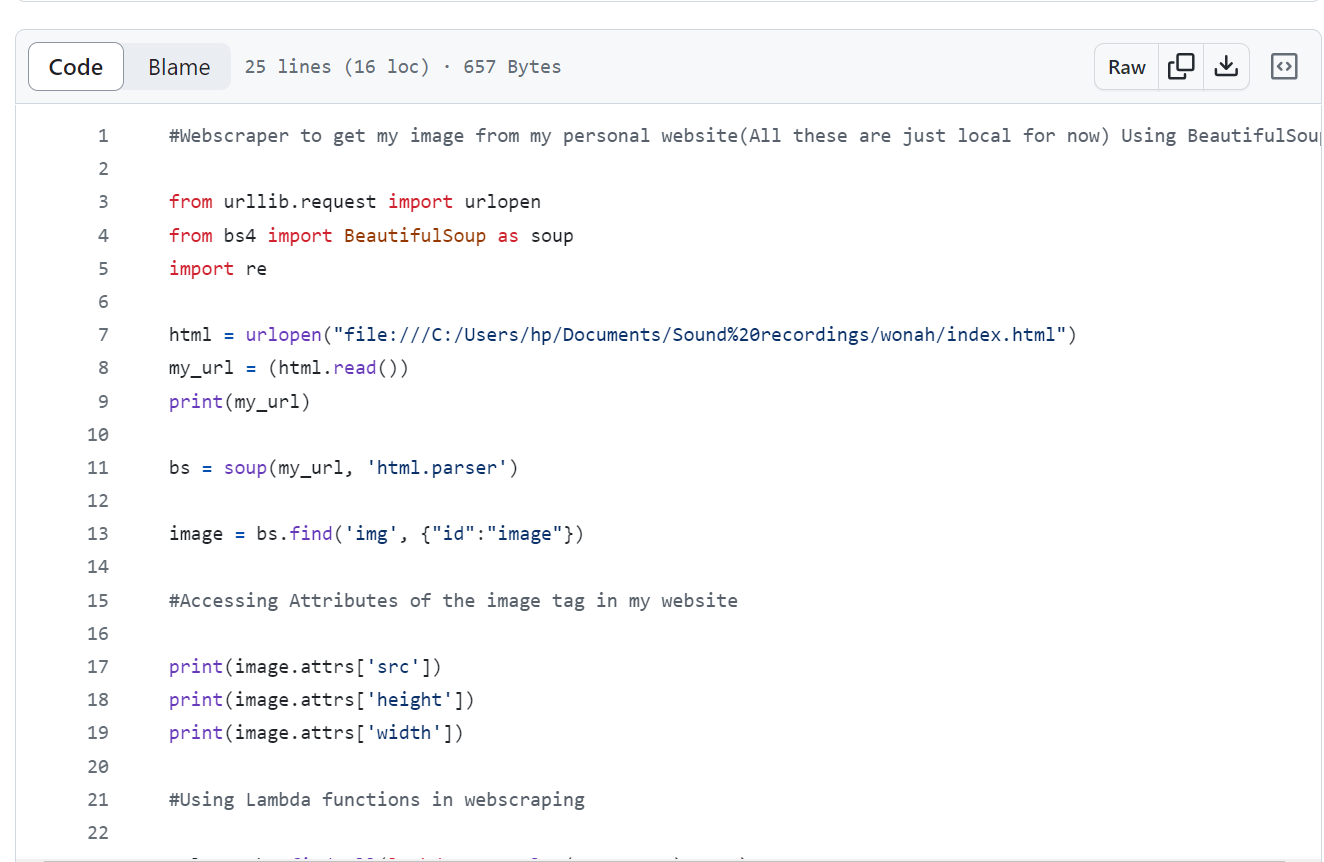 Code Blame 25 lines (16 loc) · 657 Bytes Raw
1 #Webscraper to get my image from my personal website(All these are just local for now) Using BeautifulSou
2
3 from urllib.request import urlopen
4 from bs4 import BeautifulSoup as soup
5 import re
6
7 html = urlopen("file:///C:/Users/hp/Documents/Sound%20recordings/wonah/index.html")
8 my_url = (html.read())
9 print(my_url)
10
11 bs = soup(my_url, 'html.parser')
12
13 image = bs.find('img', {"id":"image"})
14
15 #Accessing Attributes of the image tag in my website
16
17 print(image.attrs['src'])
18 print(image.attrs['height'])
19 print(image.attrs['width'])
20
21 #Using Lambda functions in webscraping
22